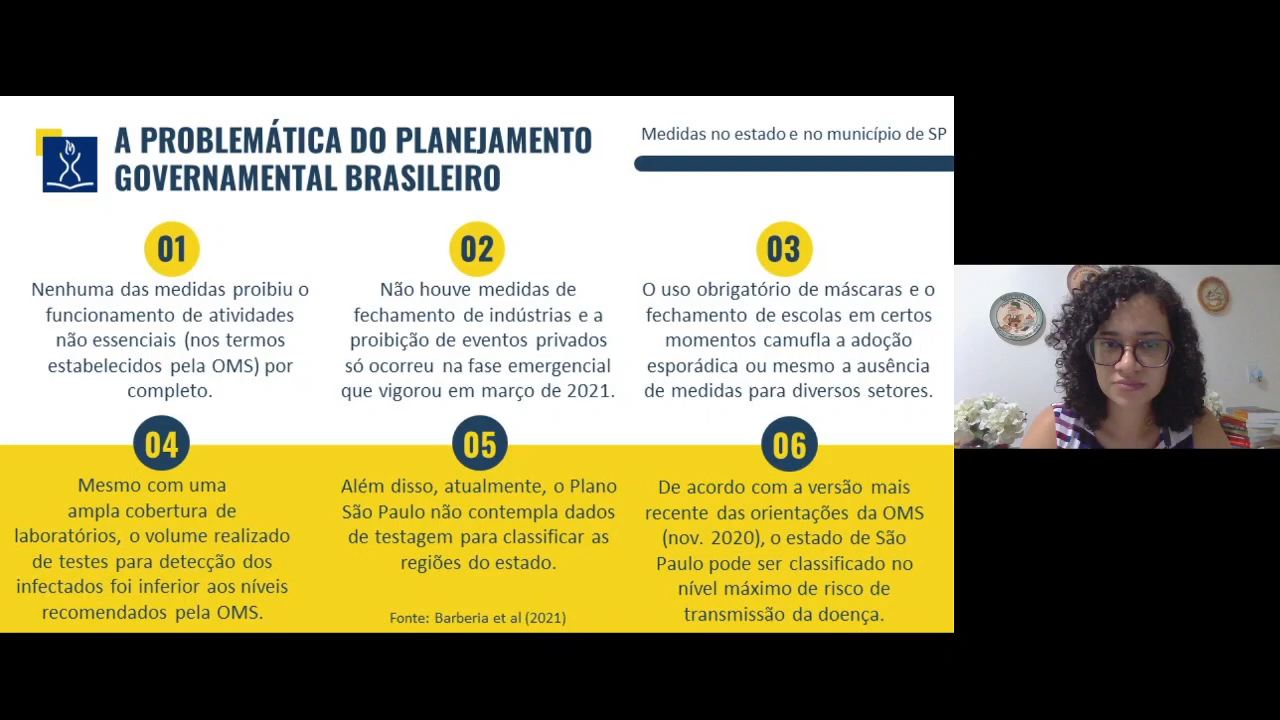 A PROBLEMÁTICA DO PLANEJAMENTO
GOVERNAMENTAL BRASILEIRO
Medidas no estado e no município de SP
01
Nenhuma das medidas proibiu o
funcionamento de atividades
não essenciais (nos termos
estabelecidos pela OMS) por
completo.
02
Não houve medidas de
fechamento de indústrias e a
proibição de eventos privados
só ocorreu na fase emergencial
que vigorou em março de 2021.
03
O uso obrigatório de máscaras e o
fechamento de escolas em certos
momentos camufla a adoção
esporádica ou mesmo a ausência
de medidas para diversos setores.
04
Mesmo com uma
ampla cobertura de
laboratórios, o volume realizado
de testes para detecção dos
infectados foi inferior aos níveis
recomendados pela OMS.
05
Além disso, atualmente, o Plano
São Paulo não contempla dados
de testagem para classificar as
regiões do estado.
Fonte: Barberia et al (2021)
06
De acordo com a versão mais
recente das orientações da OMS
(nov. 2020), o estado de São
Paulo pode ser classificado no
nível máximo de risco de
transmissão da doença.